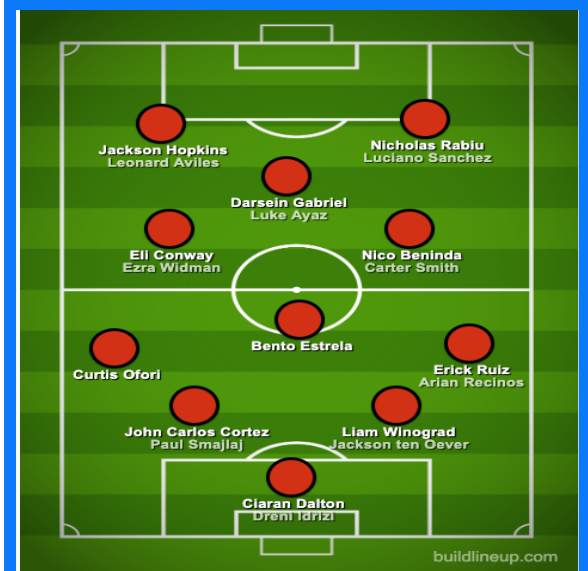 Jackson Hopkins
Leonard Aviles
Nicholas Rabiu
Luciano Sanchez
Darsein Gabriel
Luke Ayaz
Eli Conway
Ezra Widman
Nico Beninda
Carter Smith
Bento Estrela
Curtis Ofori
Erick Ruiz
Arian Recinos
John Carlos Cortez
Paul Smajlaj
Liam Winograd
Jackson ten Oever
Ciaran Dalton
Dreni Idrizi
buildlineup.com